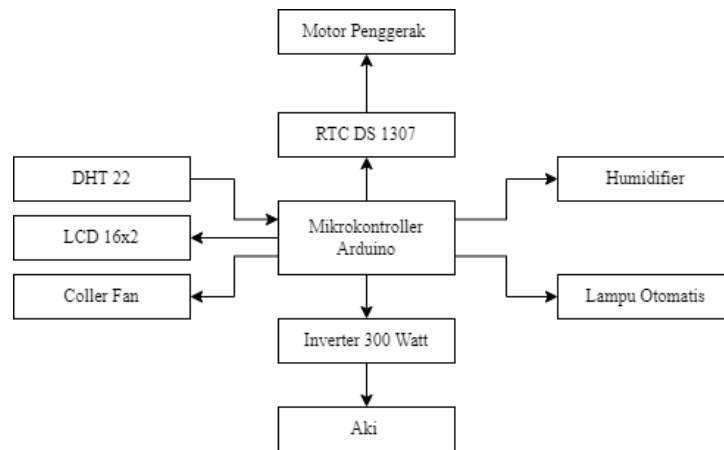 Motor Penggerak
RTC DS 1307
DHT 22
Humidifier
LCD 16x2
Mikrokontroller
Arduino
Coller Fan
Lampu Otomatis
Inverter 300 Watt
Aki